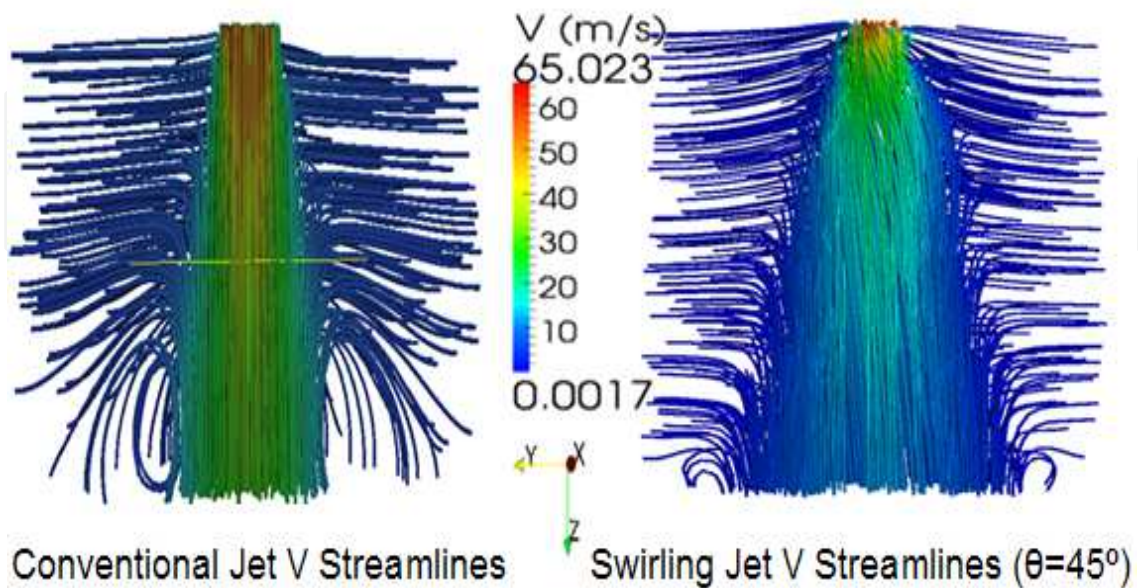 V (m/s)
65.023
60
50
40
30
20
10
0.0017
Y
X
Z
Conventional Jet V Streamlines
Swirling Jet V Streamlines (θ=45º)